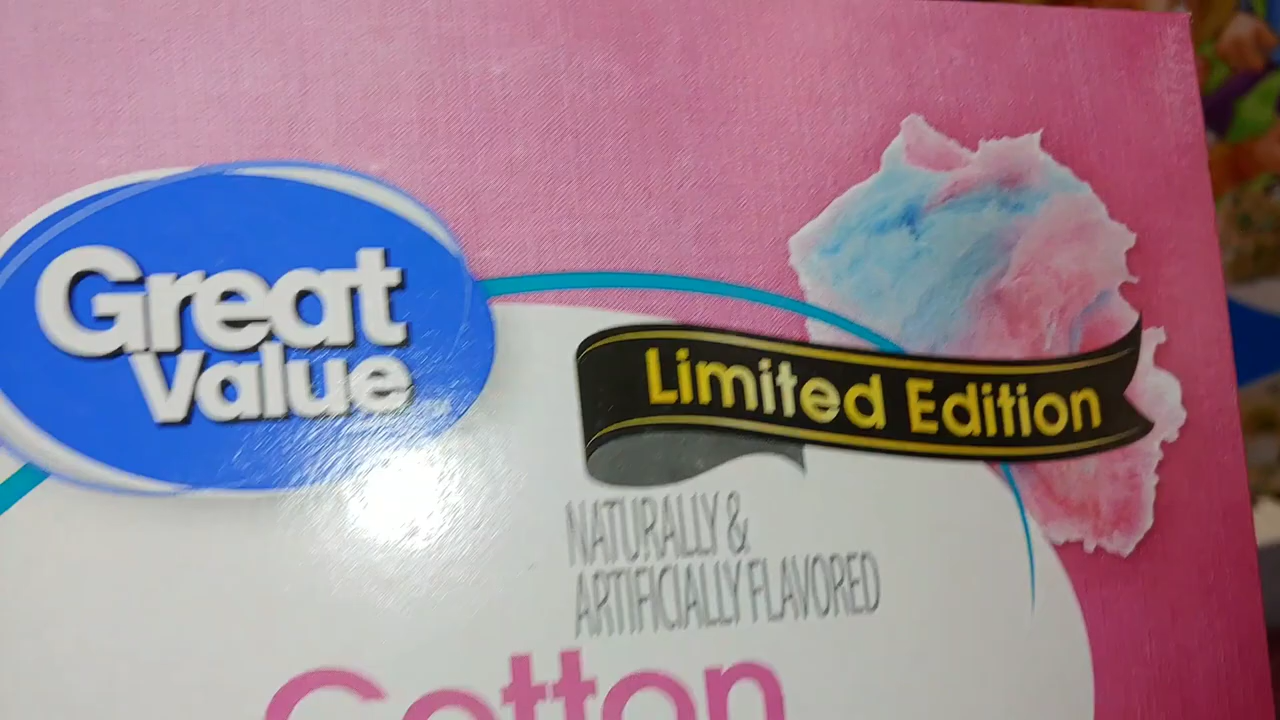 Great
Value
Limited Edition
NATURALLY &
ARTIFICIALLY FLAVORED
Cotton